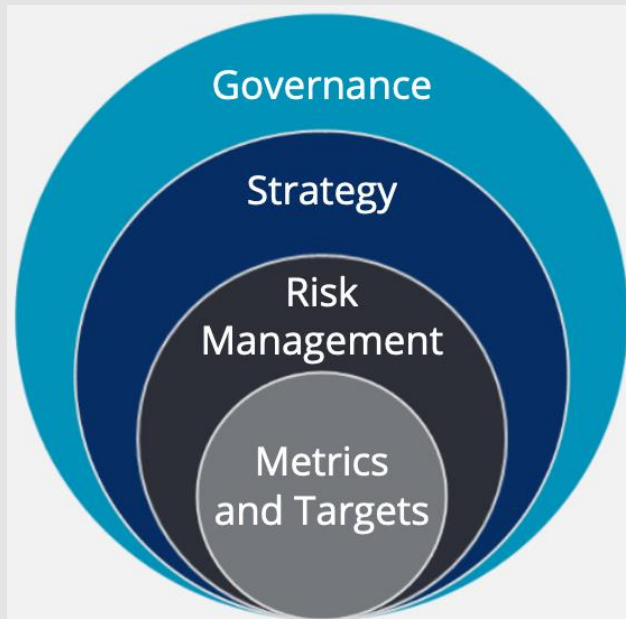 Governance
Strategy
Risk
Management
Metrics
and Targets